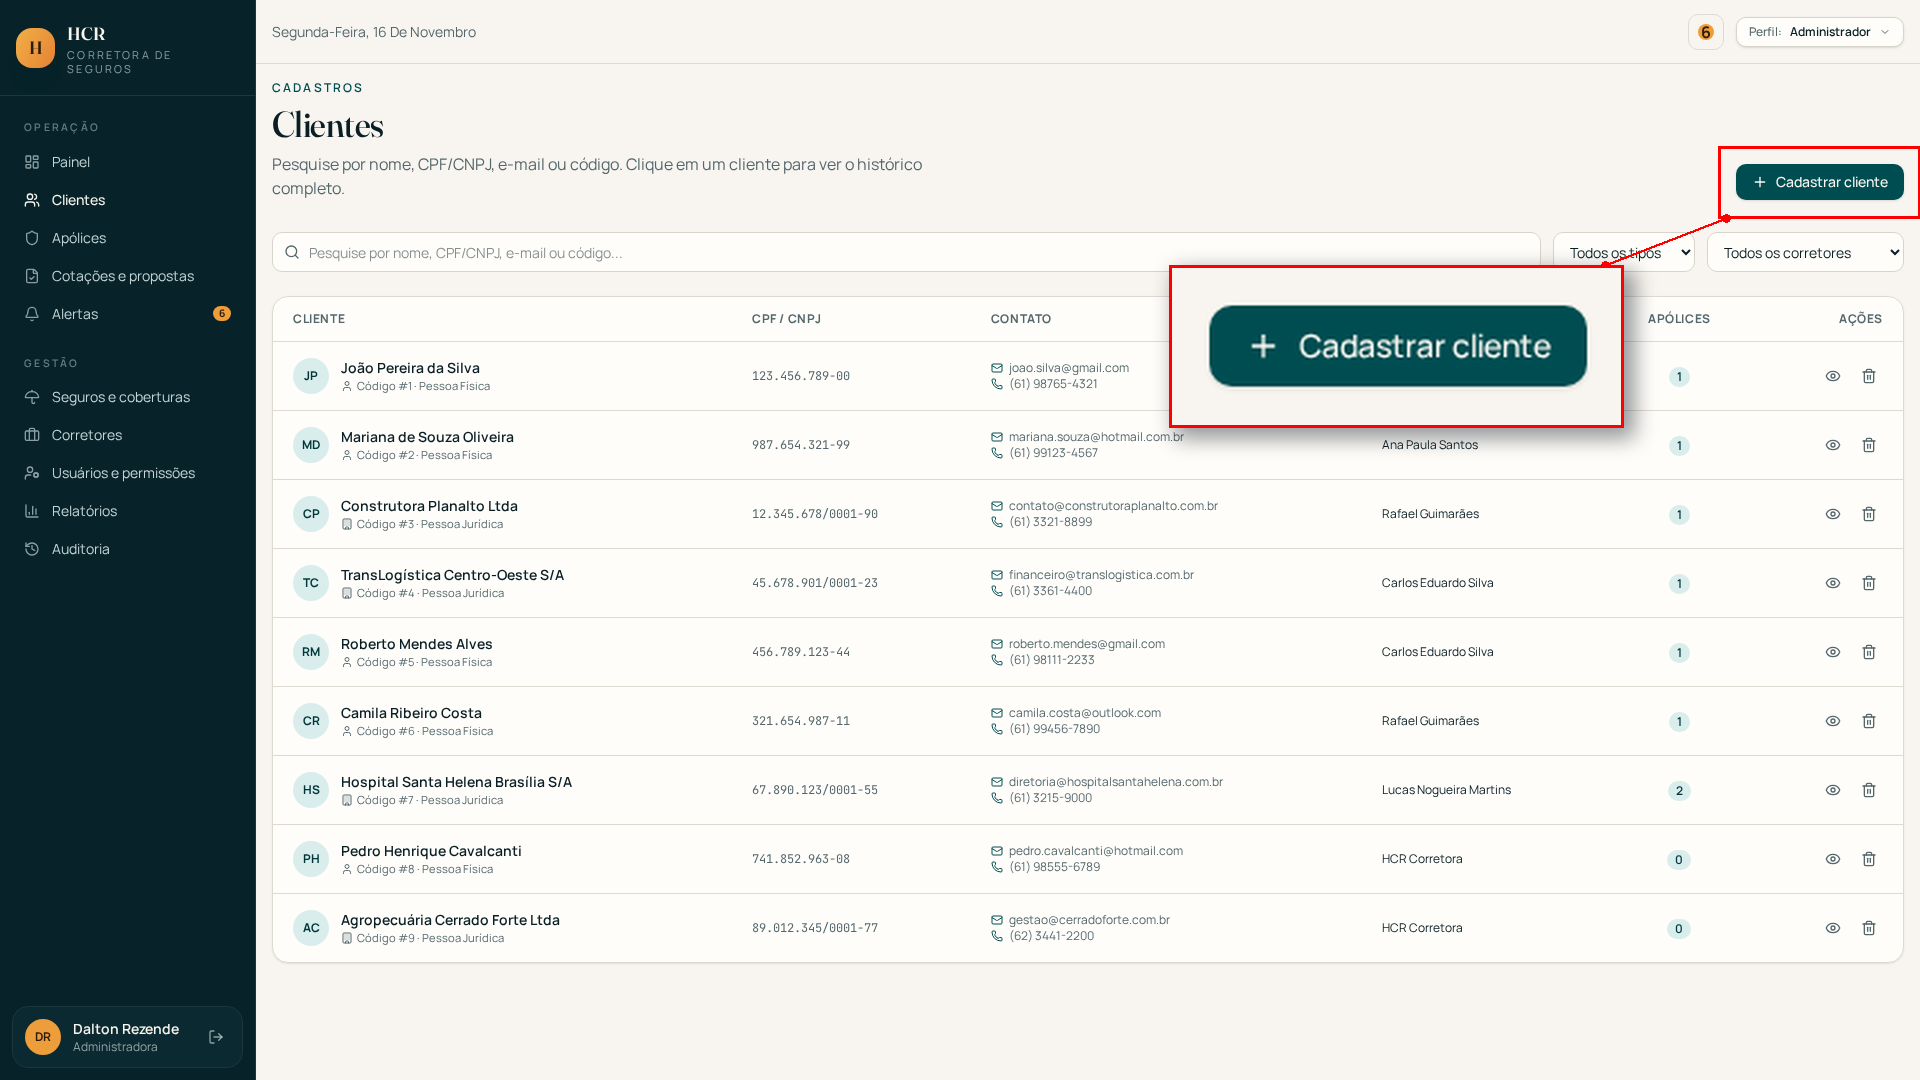 H
HCR
CORRETORA DE
SEGUROS
OPERAÇÃO
Painel
Clientes
Apólices
Cotações e propostas
Alertas 6
GESTÃO
Seguros e coberturas
Corretores
Usuários e permissões
Relatórios
Auditoria
DR
Dalton Rezende
Administradora
Segunda-Feira, 16 De Novembro
6
Perfil: Administrador
CADASTROS
Clientes
Pesquise por nome, CPF/CNPJ, e-mail ou código. Clique em um cliente para ver o histórico
completo.
+ Cadastrar cliente
Pesquise por nome, CPF/CNPJ, e-mail ou código...
Todos os tipos
Todos os corretores
+ Cadastrar cliente
CLIENTE CPF / CNPJ CONTATO APÓLICES AÇÕES
JP João Pereira da Silva 123.456.789-00 joao.silva@gmail.com 1
Código #1 · Pessoa Física (61) 98765-4321
MD Mariana de Souza Oliveira 987.654.321-99 mariana.souza@hotmail.com.br Ana Paula Santos 1
Código #2 · Pessoa Física (61) 99123-4567
CP Construtora Planalto Ltda 12.345.678/0001-90 contato@construtoraplanalto.com.br Rafael Guimarães 1
Código #3 · Pessoa Jurídica (61) 3321-8899
TC TransLogística Centro-Oeste S/A 45.678.901/0001-23 financeiro@translogistica.com.br Carlos Eduardo Silva 1
Código #4 · Pessoa Jurídica (61) 3361-4400
RM Roberto Mendes Alves 456.789.123-44 roberto.mendes@gmail.com Carlos Eduardo Silva 1
Código #5 · Pessoa Física (61) 98111-2233
CR Camila Ribeiro Costa 321.654.987-11 camila.costa@outlook.com Rafael Guimarães 1
Código #6 · Pessoa Física (61) 99456-7890
HS Hospital Santa Helena Brasília S/A 67.890.123/0001-55 diretoria@hospitalsantahelena.com.br Lucas Nogueira Martins 2
Código #7 · Pessoa Jurídica (61) 3215-9000
PH Pedro Henrique Cavalcanti 741.852.963-08 pedro.cavalcanti@hotmail.com HCR Corretora 0
Código #8 · Pessoa Física (61) 98555-6789
AC Agropecuária Cerrado Forte Ltda 89.012.345/0001-77 gestao@cerradoforte.com.br HCR Corretora 0
Código #9 · Pessoa Jurídica (62) 3441-2200